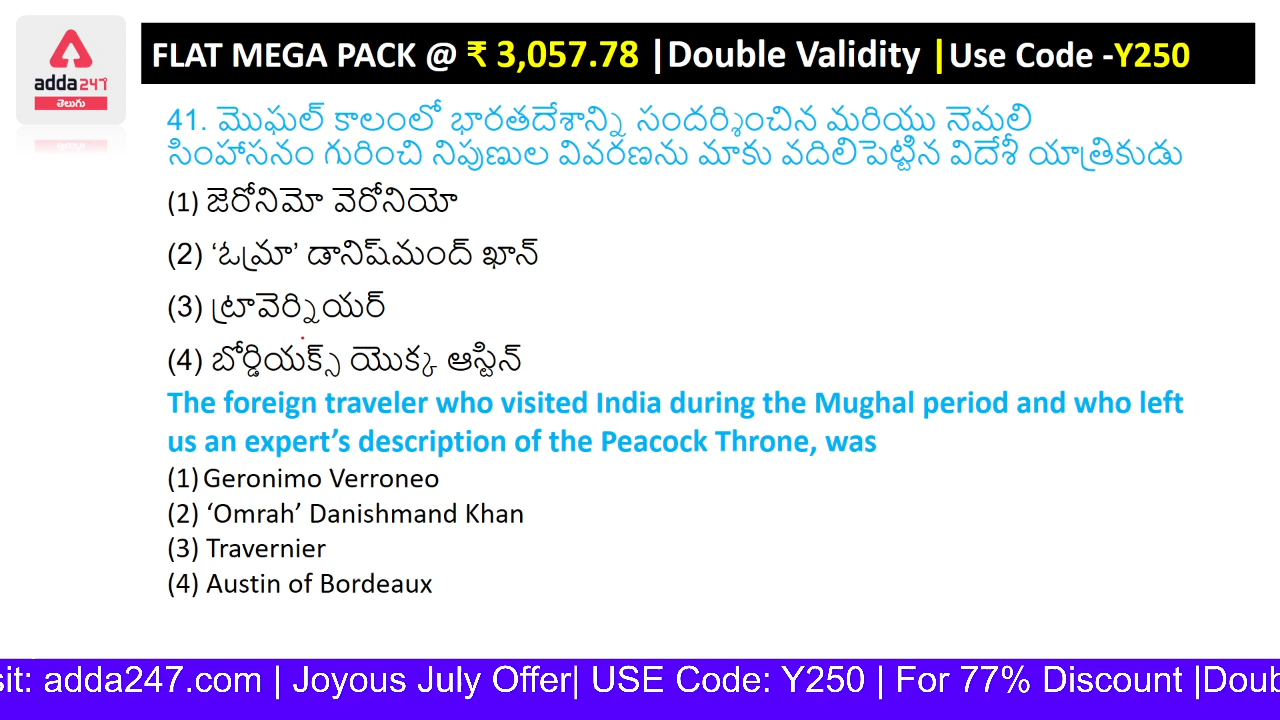 FLAT MEGA PACK @ ₹ 3,057.78 |Double Validity |Use Code -Y250
adda247
తెలుగు
41. మొఘల్ కాలంలో భారతదేశాన్ని సందర్శించిన మరియు నెమలి
సింహాసనం గురించి నిపుణుల వివరణను మాకు వదిలిపెట్టిన విదేశీ యాత్రికుడు
(1) జెరోనిమో వెరోనియో
(2) ‘ఓమ్రా’ డానిష్‌మంద్ ఖాన్
(3) ట్రావెర్నియర్
(4) బోర్డియక్స్ యొక్క ఆస్టిన్
The foreign traveler who visited India during the Mughal period and who left
us an expert’s description of the Peacock Throne, was
(1) Geronimo Verroneo
(2) ‘Omrah’ Danishmand Khan
(3) Travernier
(4) Austin of Bordeaux
sit: adda247.com | Joyous July Offer| USE Code: Y250 | For 77% Discount |Doub